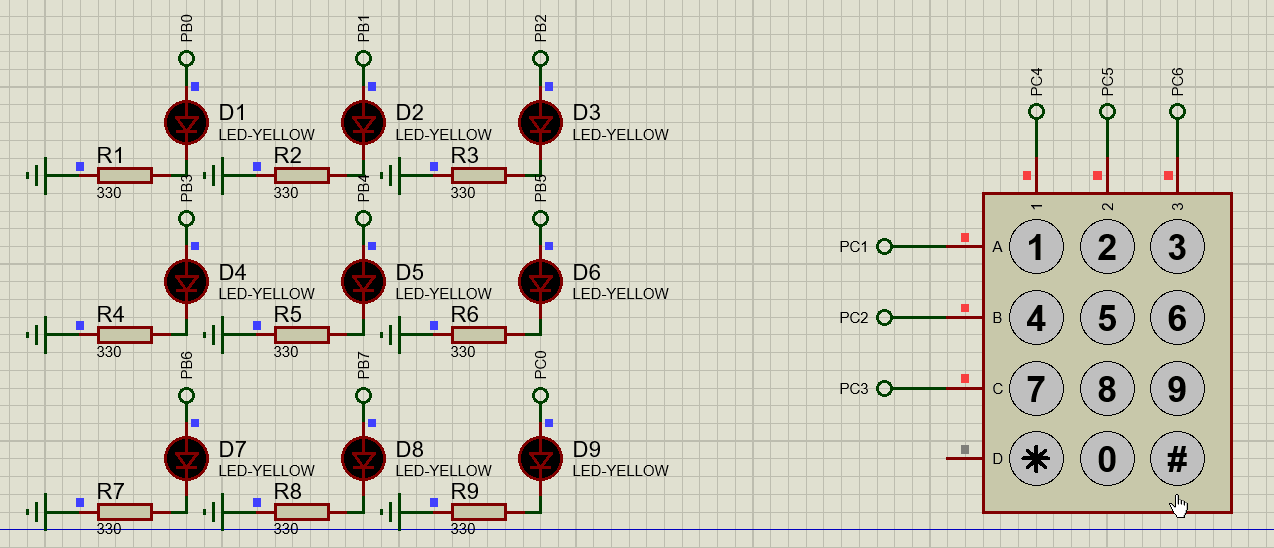 PB0 PB1 PB2
D1 D2 D3
LED-YELLOW LED-YELLOW LED-YELLOW
R1 R2 R3
330 330 330
PB3 PB4 PB5
D4 D5 D6
LED-YELLOW LED-YELLOW LED-YELLOW
R4 R5 R6
330 330 330
PB6 PB7 PC0
D7 D8 D9
LED-YELLOW LED-YELLOW LED-YELLOW
R7 R8 R9
330 330 330
PC4 PC5 PC6
1 2 3
PC1 A 1 2 3
PC2 B 4 5 6
PC3 C 7 8 9
D * 0 #